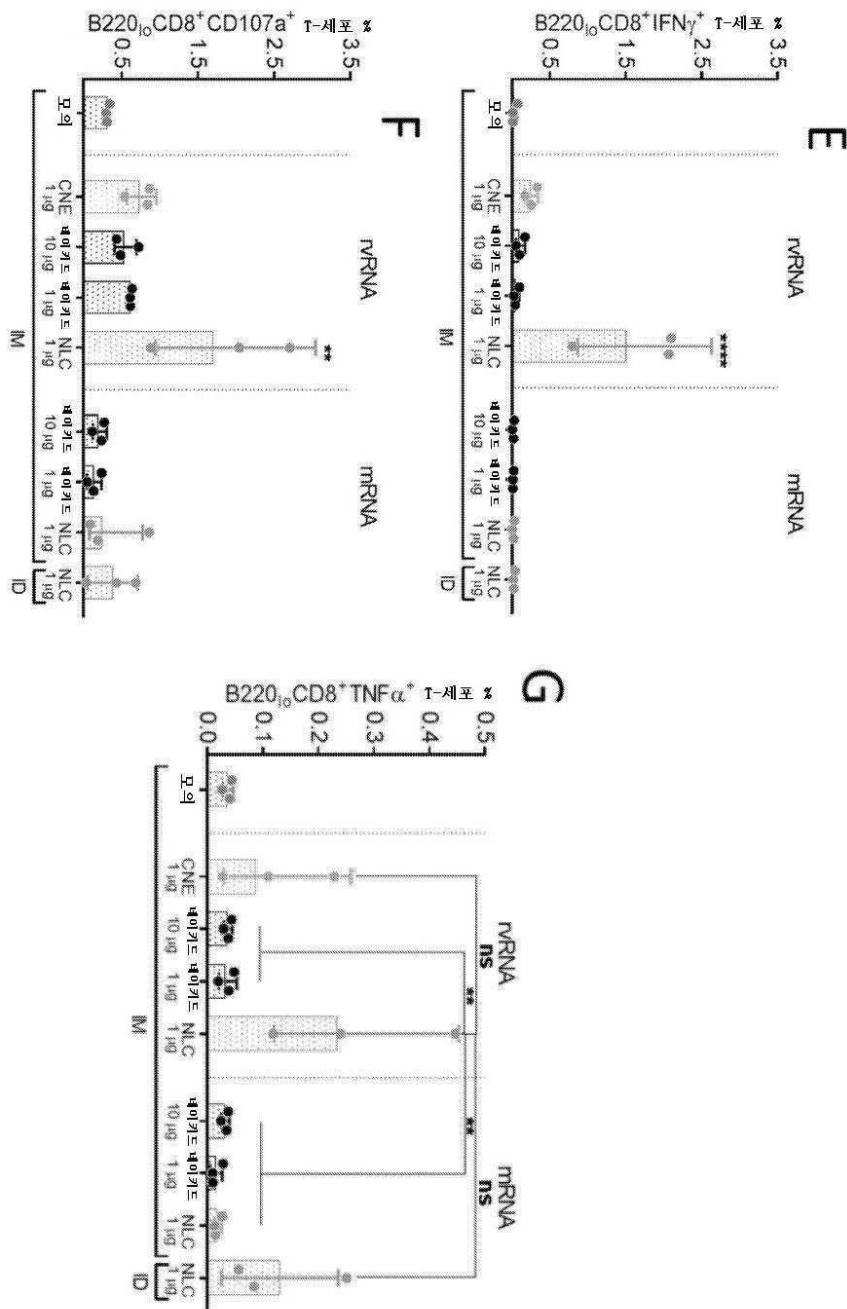 E
rvRNA
mRNA
B220loCD8+IFNγ+ T-세포 %
3.5
2.5
1.5
0.5
****
모의 CNE 네이키드 네이키드 NLC 네이키드 네이키드 NLC NLC
1 µg 10 µg 1 µg 1 µg 10 µg 1 µg 1 µg 1 µg
IM ID
F
rvRNA
mRNA
B220loCD8+CD107a+ T-세포 %
3.5
2.5
1.5
0.5
**
모의 CNE 네이키드 네이키드 NLC 네이키드 네이키드 NLC NLC
1 µg 10 µg 1 µg 1 µg 10 µg 1 µg 1 µg 1 µg
IM ID
G
rvRNA
mRNA
ns ns
** **
B220loCD8+TNFα+ T-세포 %
0.5
0.4
0.3
0.2
0.1
0.0
모의 CNE 네이키드 네이키드 NLC 네이키드 네이키드 NLC NLC
1 µg 10 µg 1 µg 1 µg 10 µg 1 µg 1 µg 1 µg
IM ID